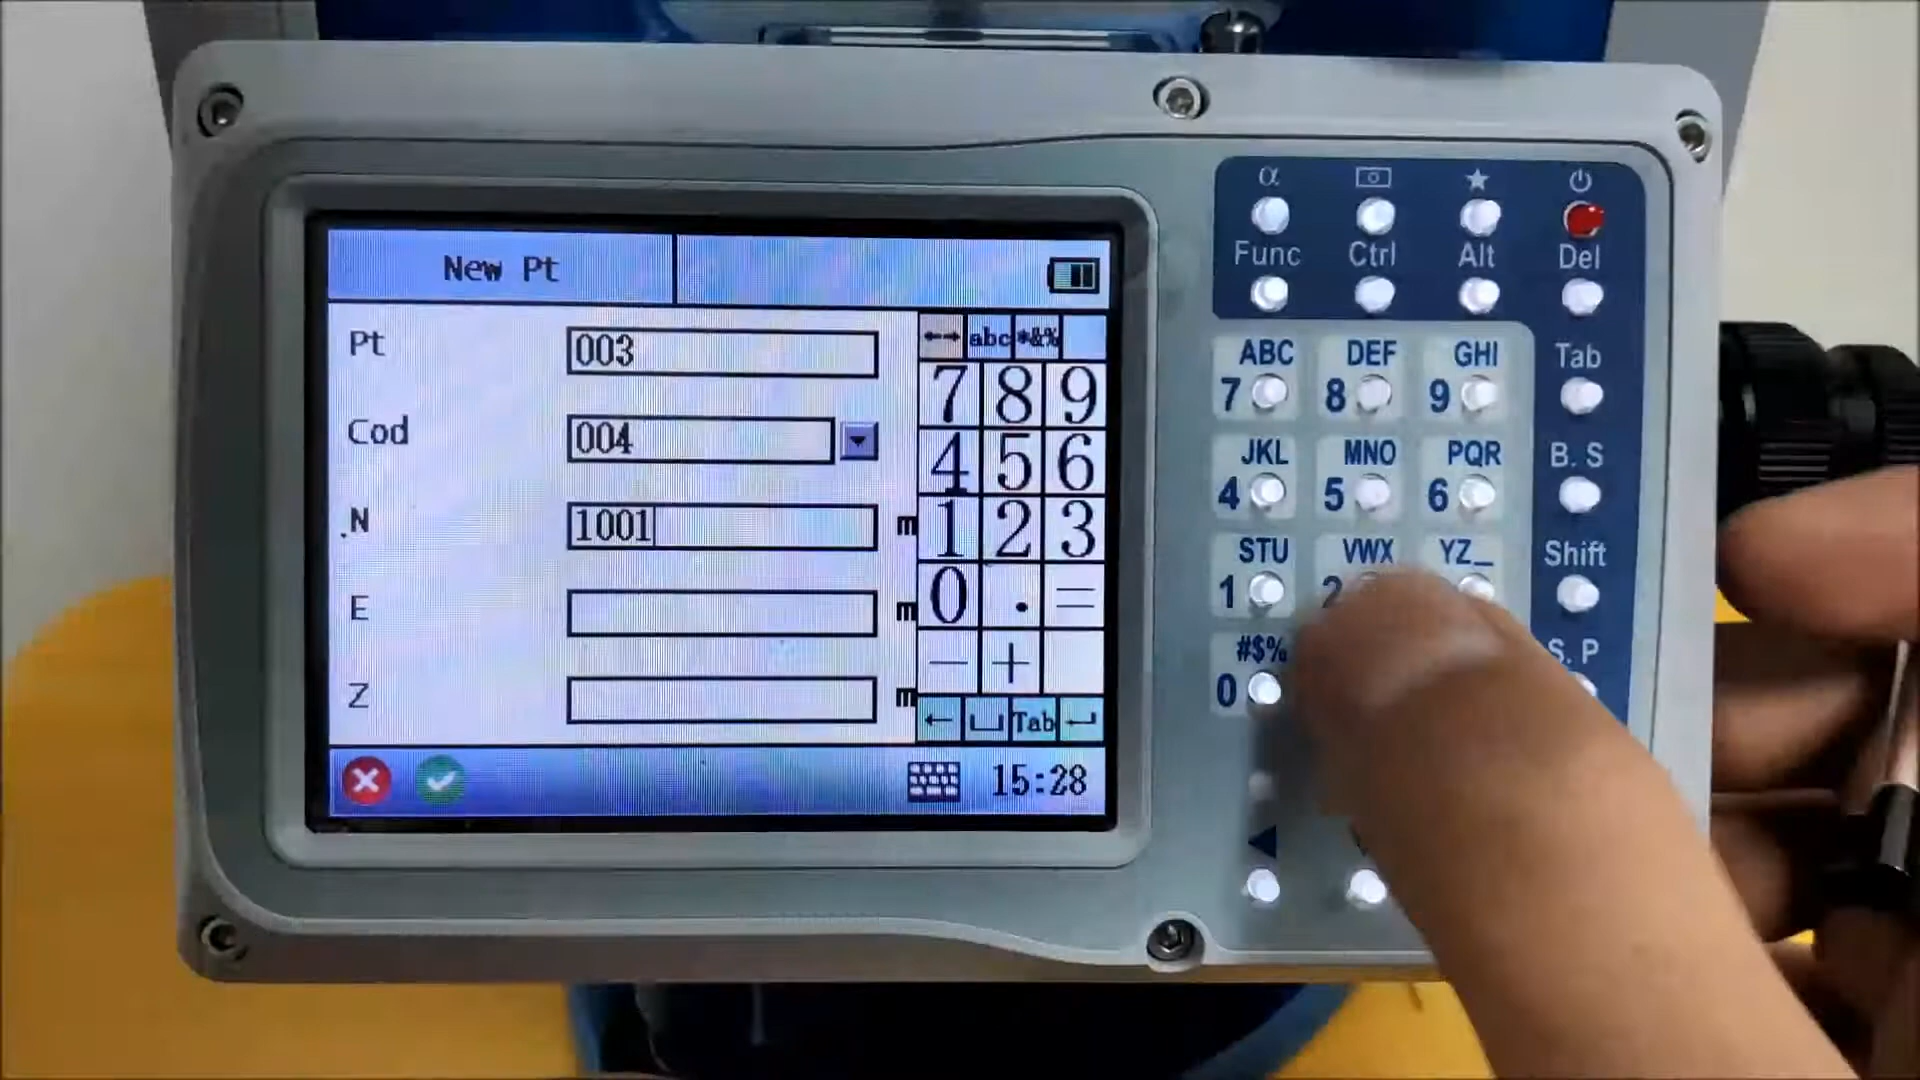 New Pt
Pt 003
Cod 004
.N 1001 m
E m
Z m
←→ abc *&%
7 8 9
4 5 6
1 2 3
0 . =
— +
← Tab ↵
15:28
α ★
Func Ctrl Alt Del
ABC DEF GHI Tab
7 8 9
JKL MNO PQR B. S
4 5 6
STU VWX YZ_ Shift
1 2
#$% S. P
0